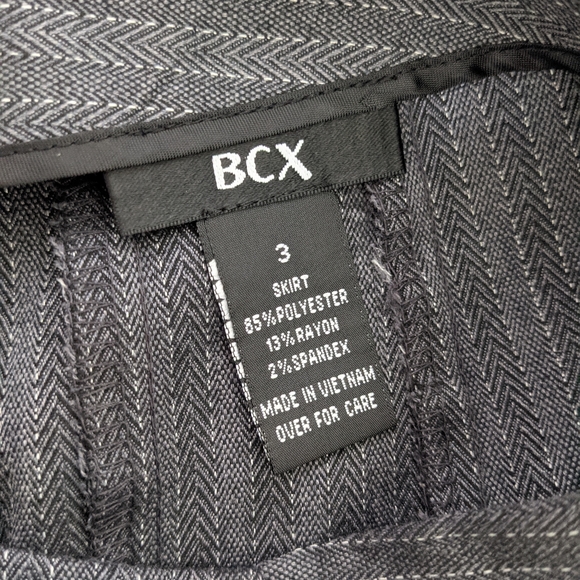 BCX
3
SKIRT
85%POLYESTER
13%RAYON
2%SPANDEX
MADE IN VIETNAM
OVER FOR CARE